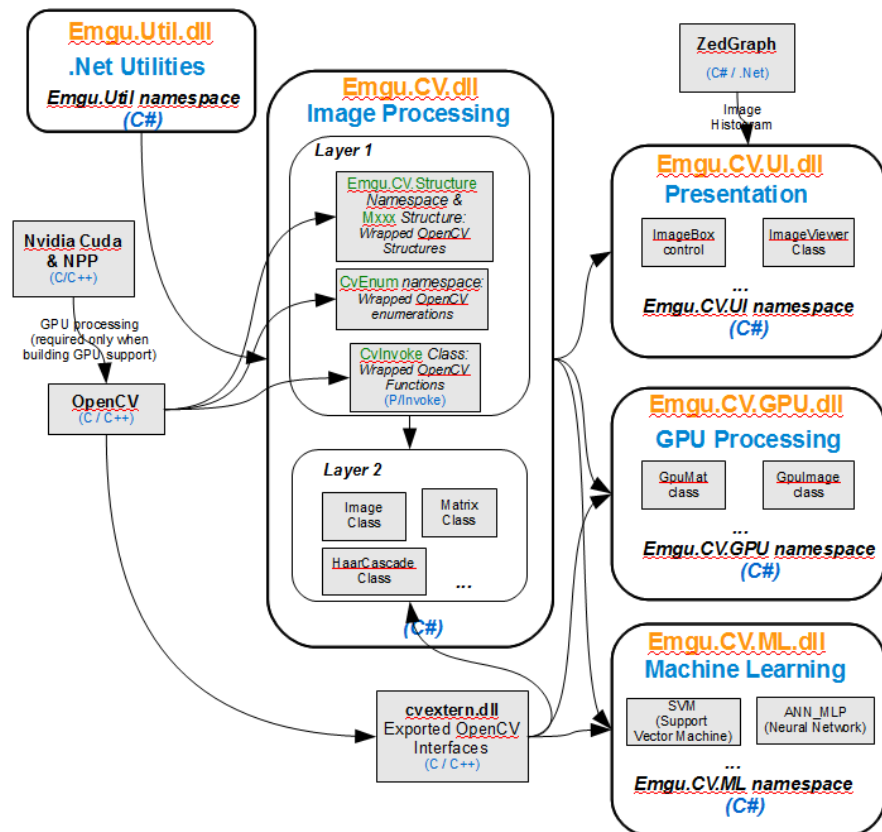 Emgu.Util.dll
.Net Utilities
Emgu.Util namespace
(C#)
Nvidia Cuda
& NPP
(C/C++)
GPU processing
(required only when
building GPU support)
OpenCV
(C / C++)
Emgu.CV.dll
Image Processing
Layer 1
Emgu.CV.Structure
Namespace &
Mxxx Structure:
Wrapped OpenCV
Structures
CvEnum namespace:
Wrapped OpenCV
enumerations
CvInvoke Class:
Wrapped OpenCV
Functions
(P/Invoke)
Layer 2
Image
Class
Matrix
Class
HaarCascade
Class
...
(C#)
cvextern.dll
Exported OpenCV
Interfaces
(C / C++)
ZedGraph
(C# / .Net)
Image
Histogram
Emgu.CV.UI.dll
Presentation
ImageBox
control
ImageViewer
Class
...
Emgu.CV.UI namespace
(C#)
Emgu.CV.GPU.dll
GPU Processing
GpuMat
class
GpuImage
class
...
Emgu.CV.GPU namespace
(C#)
Emgu.CV.ML.dll
Machine Learning
SVM
(Support
Vector Machine)
ANN_MLP
(Neural Network)
...
Emgu.CV.ML namespace
(C#)